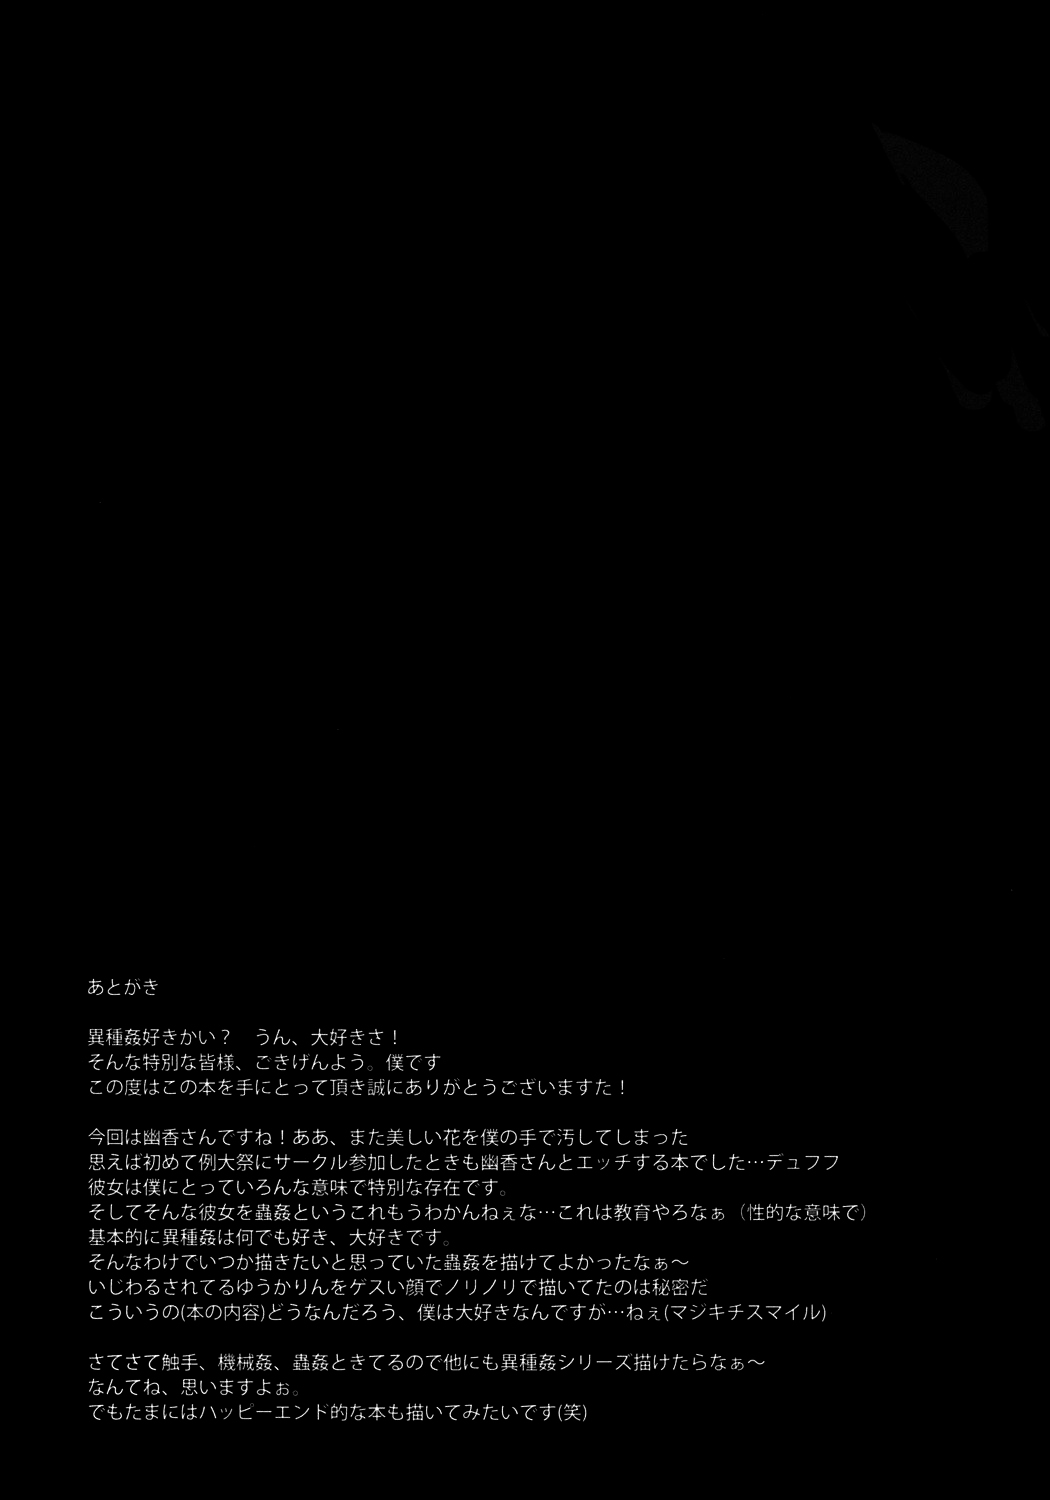 あとがき
異種姦好きかい？　うん、大好きさ！
そんな特別な皆様、ごきげんよう。僕です
この度はこの本を手にとって頂き誠にありがとうございますた！
今回は幽香さんですね！ああ、また美しい花を僕の手で汚してしまった
思えば初めて例大祭にサークル参加したときも幽香さんとエッチする本でした…デュフフ
彼女は僕にとっていろんな意味で特別な存在です。
そしてそんな彼女を蟲姦というこれもうわかんねぇな…これは教育やろなぁ（性的な意味で）
基本的に異種姦は何でも好き、大好きです。
そんなわけでいつか描きたいと思っていた蟲姦を描けてよかったなぁ～
いじわるされてるゆうかりんをゲスい顔でノリノリで描いてたのは秘密だ
こういうの(本の内容)どうなんだろう、僕は大好きなんですが…ねぇ(マジキチスマイル)
さてさて触手、機械姦、蟲姦ときてるので他にも異種姦シリーズ描けたらなぁ～
なんてね、思いますよぉ。
でもたまにはハッピーエンド的な本も描いてみたいです(笑)